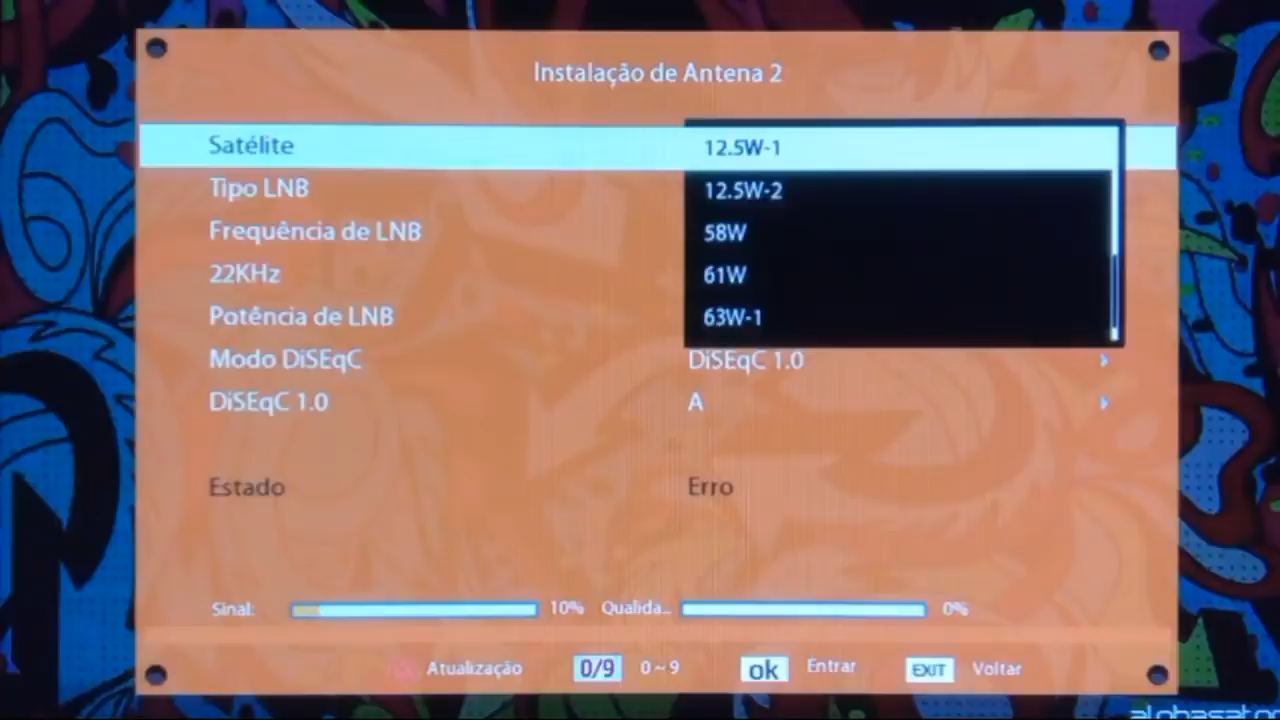 Instalação de Antena 2
Satélite 12.5W-1
Tipo LNB 12.5W-2
Frequência de LNB 58W
22KHz 61W
Potência de LNB 63W-1
Modo DiSEqC DiSEqC 1.0
DiSEqC 1.0 A
Estado Erro
Sinal: 10% Qualida... 0%
Atualização 0/9 0~9 ok Entrar EXIT Voltar